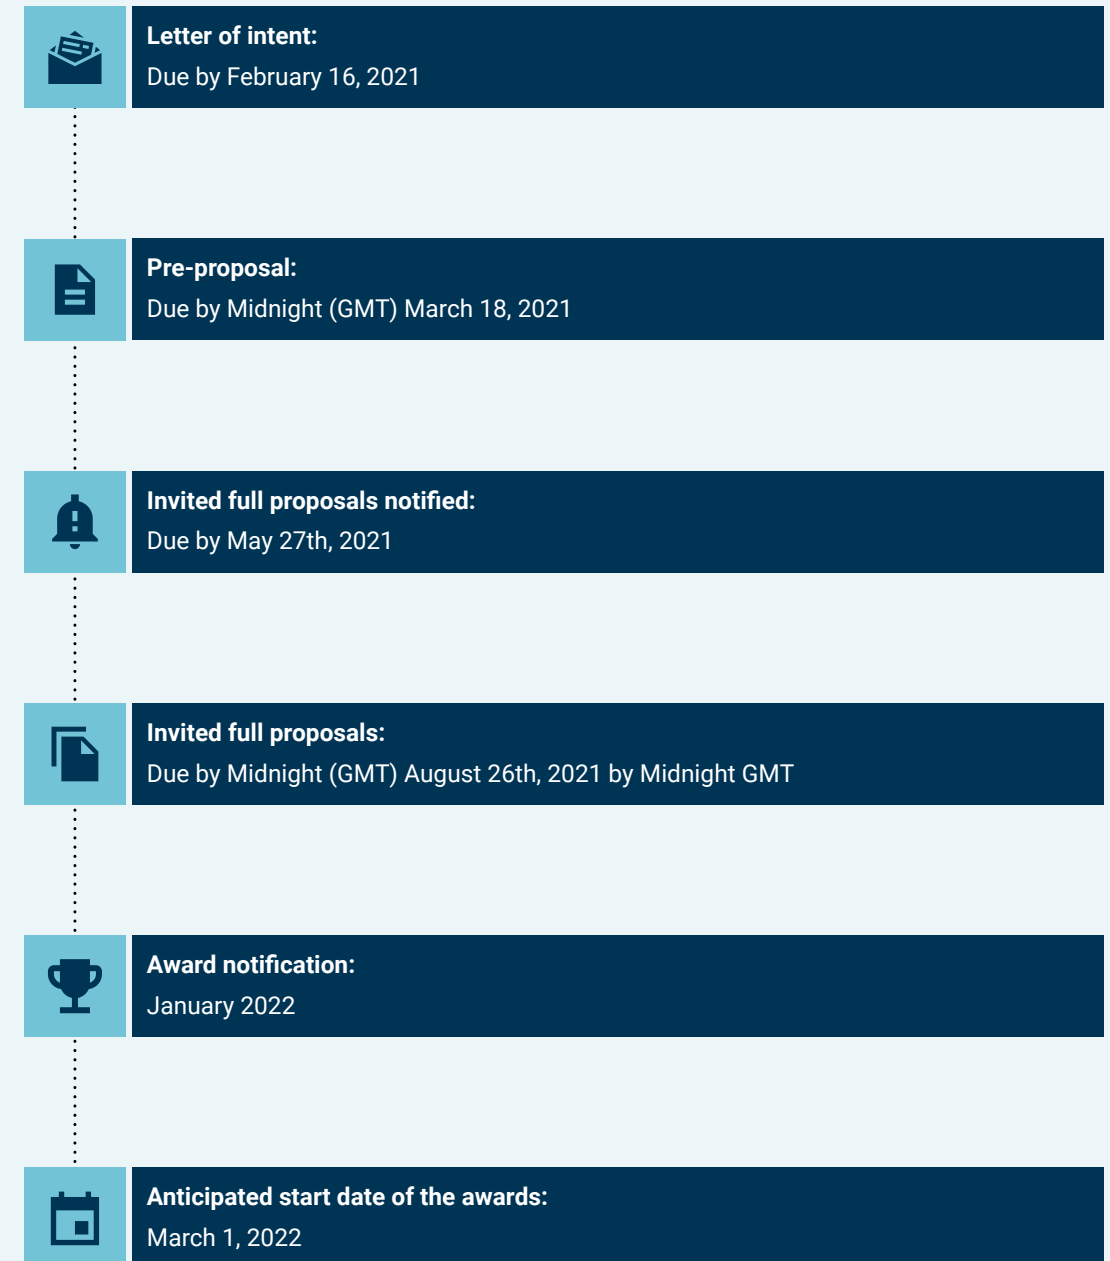 Letter of intent:
Due by February 16, 2021
Pre-proposal:
Due by Midnight (GMT) March 18, 2021
Invited full proposals notified:
Due by May 27th, 2021
Invited full proposals:
Due by Midnight (GMT) August 26th, 2021 by Midnight GMT
Award notification:
January 2022
Anticipated start date of the awards:
March 1, 2022